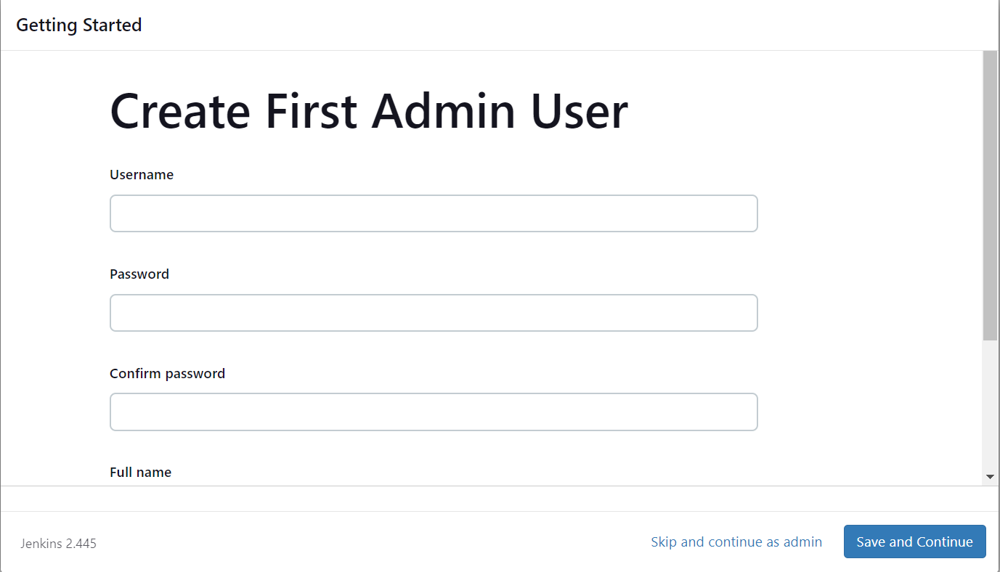 Getting Started
Create First Admin User
Username
Password
Confirm password
Full name
Jenkins 2.445
Skip and continue as admin
Save and Continue